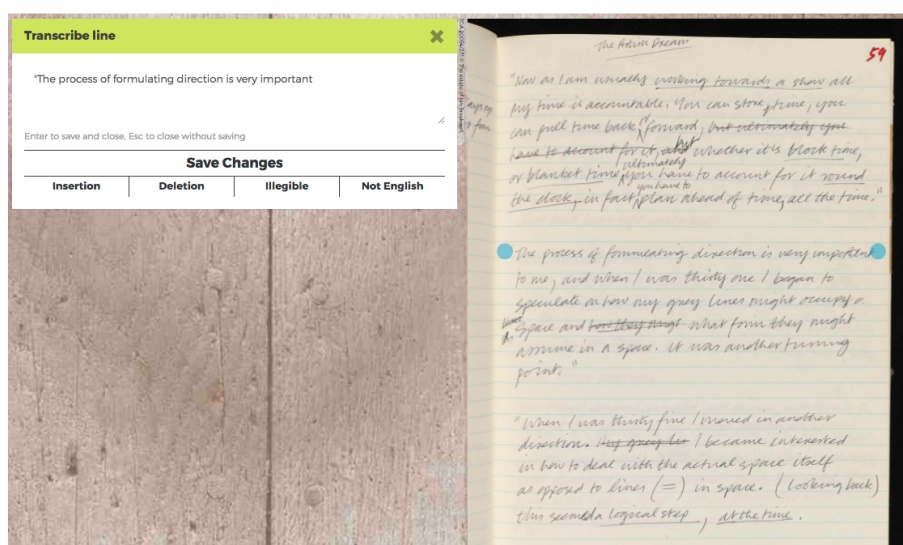 Transcribe line
"The process of formulating direction is very important
Enter to save and close, Esc to close without saving
Save Changes
Insertion Deletion Illegible Not English
The Artists Dream
59
"Now as I am usually working towards a show all
my time is accountable. You can store time, you
can pull time back, or forward, but ultimately you
have to account for it, and but whether it is block time,
ultimately
or blanket time, you have to account for it round
you have to
the clock, in fact, plan ahead of time, all the time."
"The process of formulating direction is very important
to me, and when I was thirty one I began to
speculate on how my grey lines might occupy a
space and how they might what form they might
assume in a space. It was another turning
point."
"When I was thirty five I moved in another
direction. My grey lin I became interested
in how to deal with the actual space itself
as opposed to lines (=) in space. (Looking back)
this seemed a logical step, at the time.